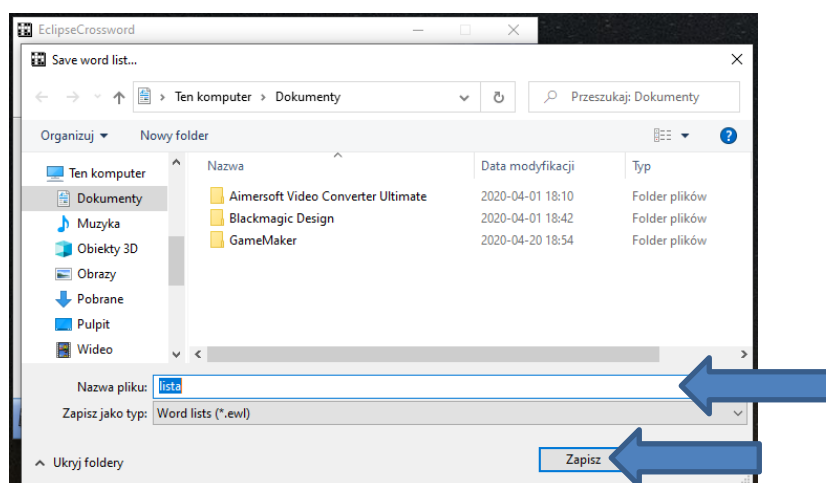 EclipseCrossword
Save word list...
Ten komputer > Dokumenty
Przeszukaj: Dokumenty
Organizuj
Nowy folder
Nazwa
Data modyfikacji
Typ
Ten komputer
Dokumenty
Muzyka
Obiekty 3D
Obrazy
Pobrane
Pulpit
Wideo
Aimersoft Video Converter Ultimate
2020-04-01 18:10
Folder plików
Blackmagic Design
2020-04-01 18:42
Folder plików
GameMaker
2020-04-20 18:54
Folder plików
Nazwa pliku: lista
Zapisz jako typ: Word lists (*.ewl)
Ukryj foldery
Zapisz